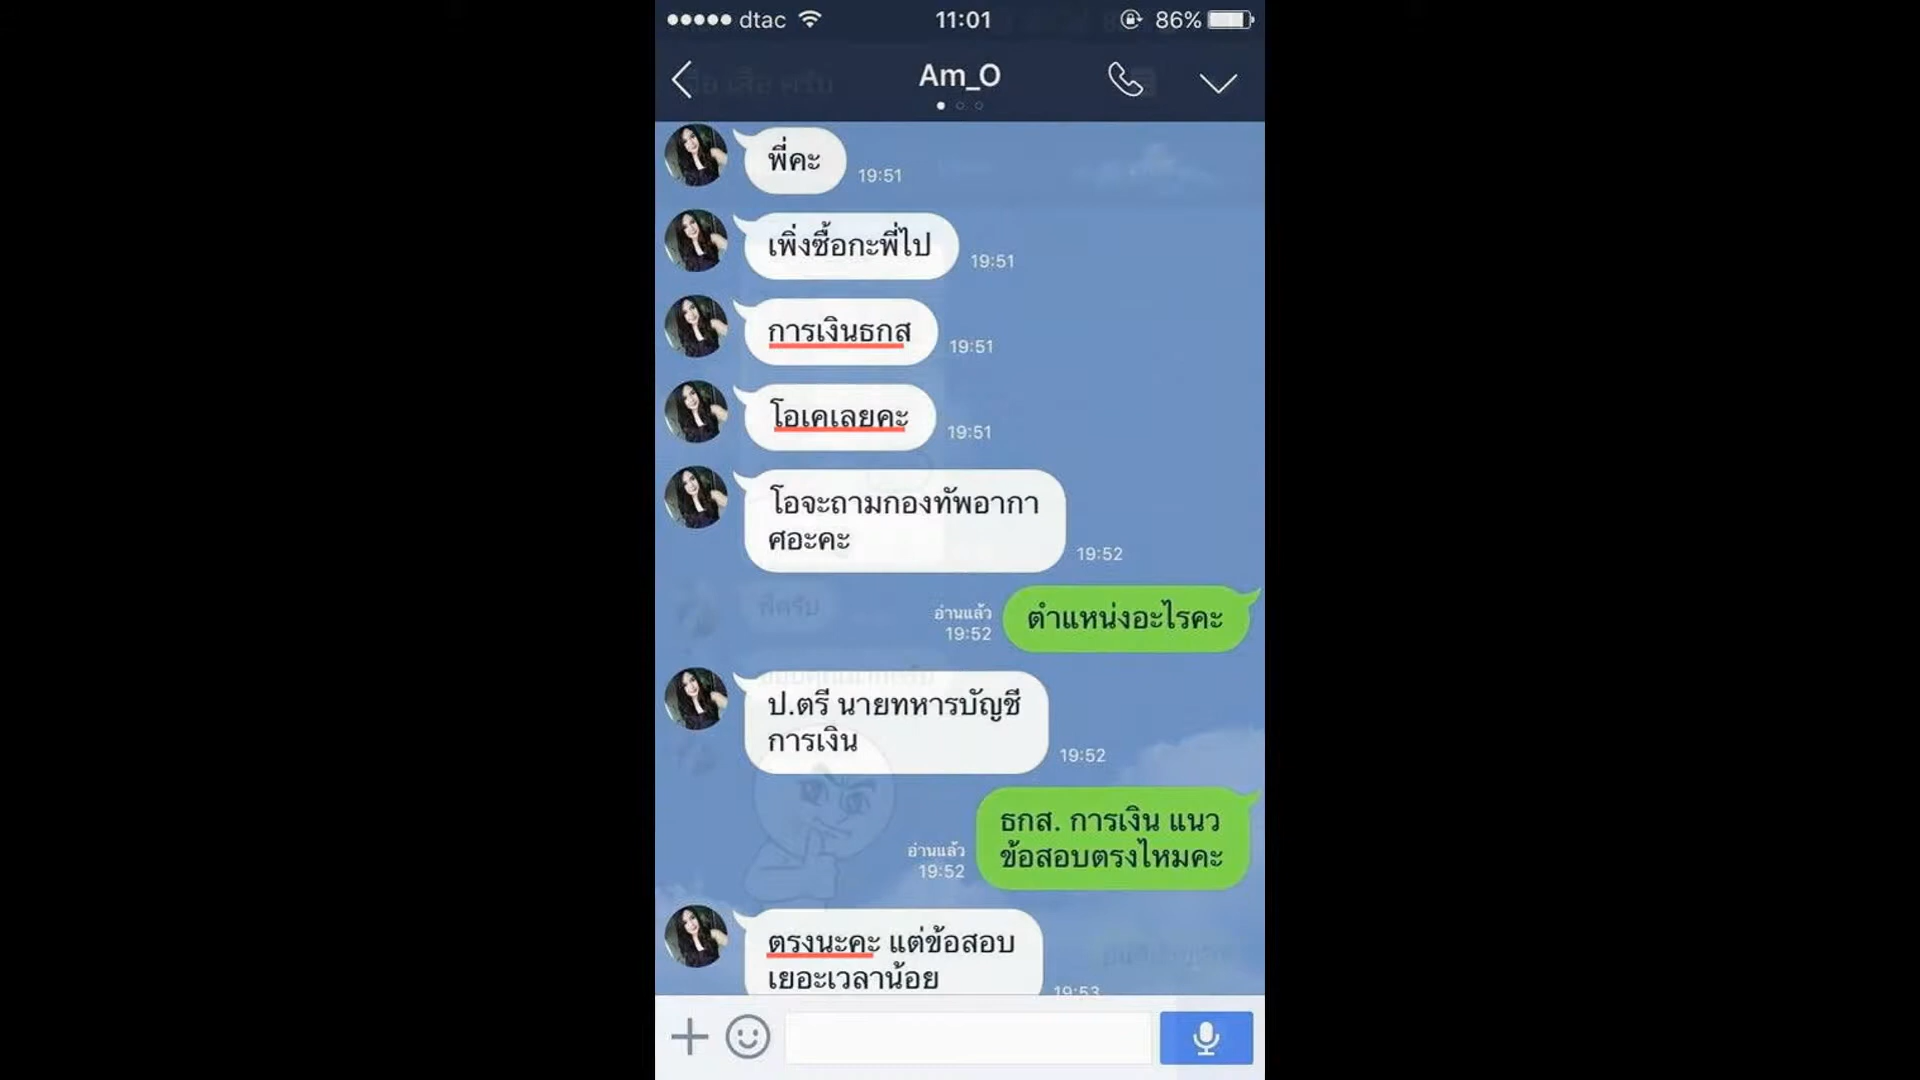 dtac 11:01 86%
Am_O
พี่คะ
19:51
เพิ่งซื้อกะพี่ไป
19:51
การเงินธกส
19:51
โอเคเลยคะ
19:51
โอจะถามกองทัพอากา
ศอะคะ
19:52
ตำแหน่งอะไรคะ
อ่านแล้ว
19:52
ป.ตรี นายทหารบัญชี
การเงิน
19:52
ธกส. การเงิน แนว
ข้อสอบตรงไหมคะ
อ่านแล้ว
19:52
ตรงนะคะ แต่ข้อสอบ
เยอะเวลาน้อย
19:53